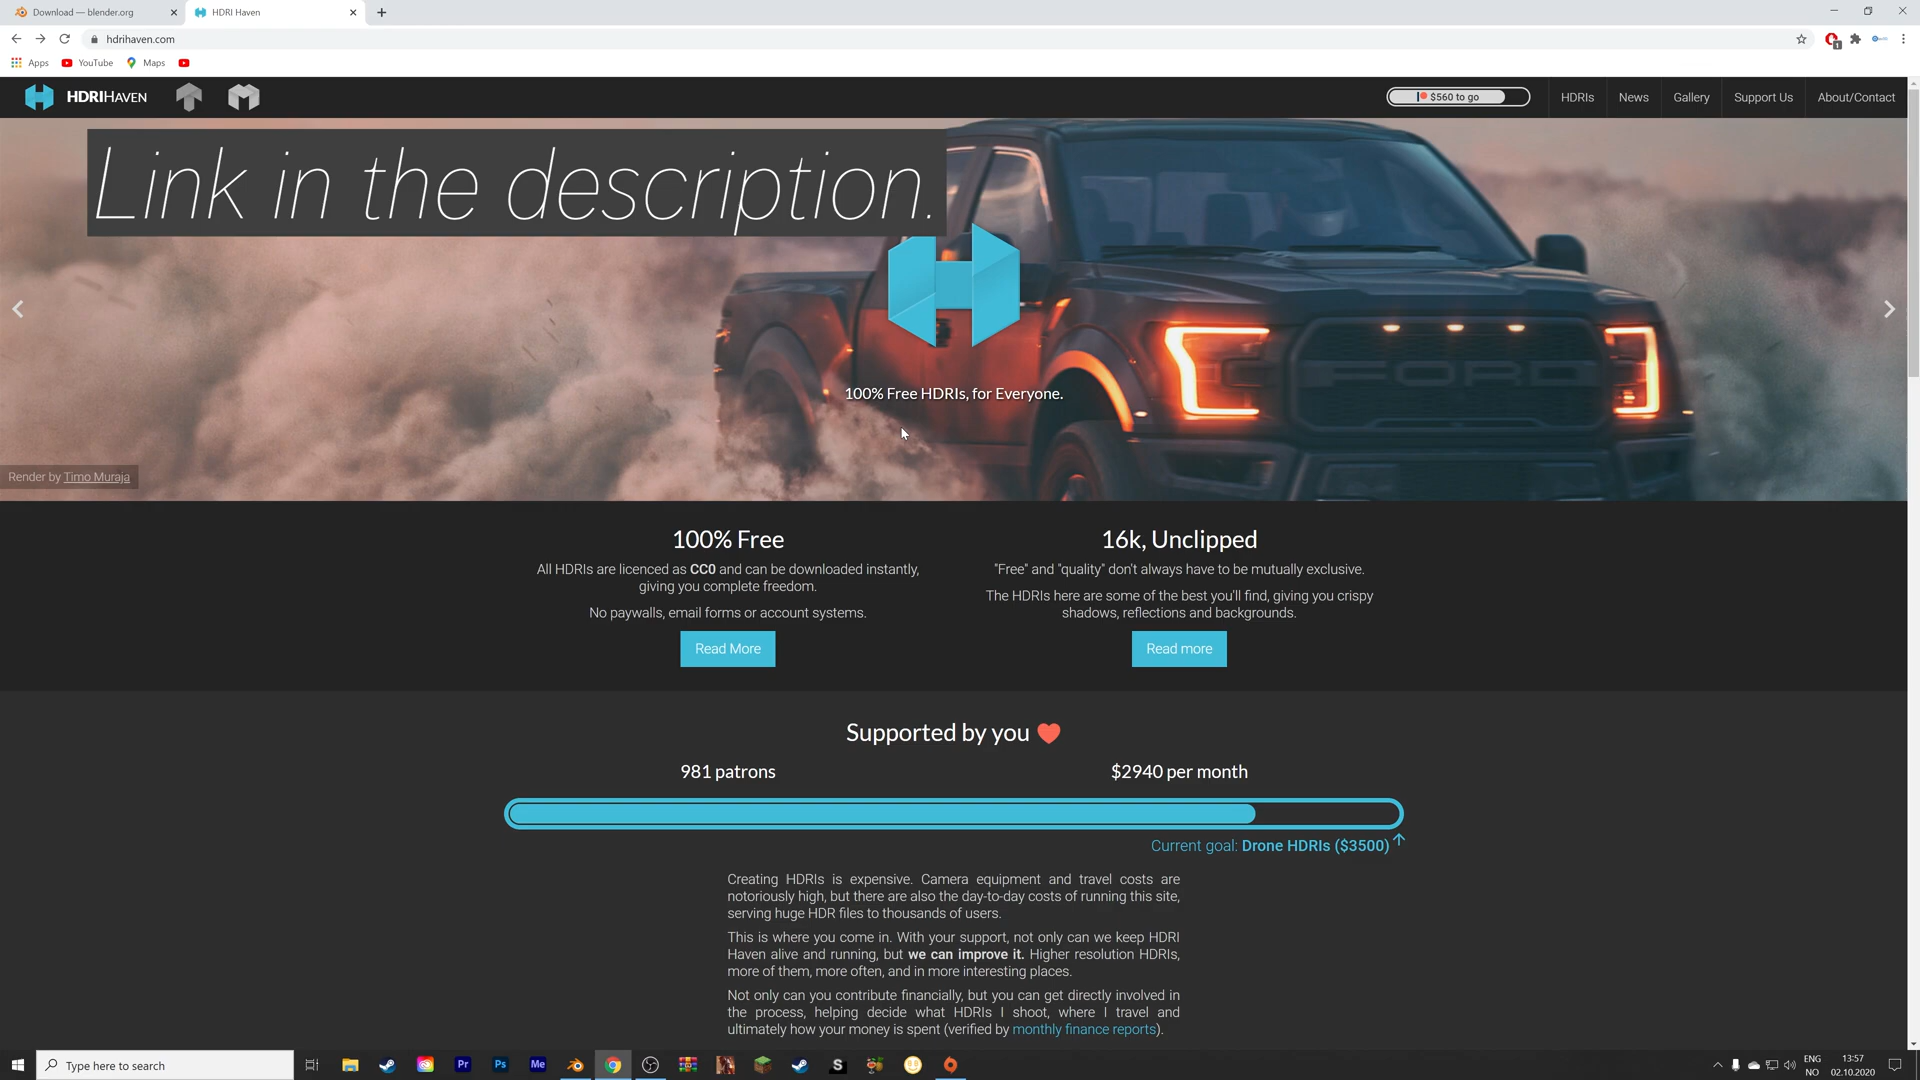 Download — blender.org
HDRI Haven
hdrihaven.com
Apps
YouTube
Maps
HDRIHAVEN
$560 to go
HDRIs
News
Gallery
Support Us
About/Contact
Link in the description.
FORD
100% Free HDRIs, for Everyone.
Render by Timo Muraja
100% Free
All HDRIs are licenced as CC0 and can be downloaded instantly,
giving you complete freedom.
No paywalls, email forms or account systems.
Read More
16k, Unclipped
"Free" and "quality" don't always have to be mutually exclusive.
The HDRIs here are some of the best you'll find, giving you crispy
shadows, reflections and backgrounds.
Read more
Supported by you
981 patrons
$2940 per month
Current goal: Drone HDRIs ($3500)
Creating HDRIs is expensive. Camera equipment and travel costs are
notoriously high, but there are also the day-to-day costs of running this site,
serving huge HDR files to thousands of users.
This is where you come in. With your support, not only can we keep HDRI
Haven alive and running, but we can improve it. Higher resolution HDRIs,
more of them, more often, and in more interesting places.
Not only can you contribute financially, but you can get directly involved in
the process, helping decide what HDRIs I shoot, where I travel and
ultimately how your money is spent (verified by monthly finance reports).
Type here to search
Pr
Ps
Me
S
ENG
NO
13:57
02.10.2020